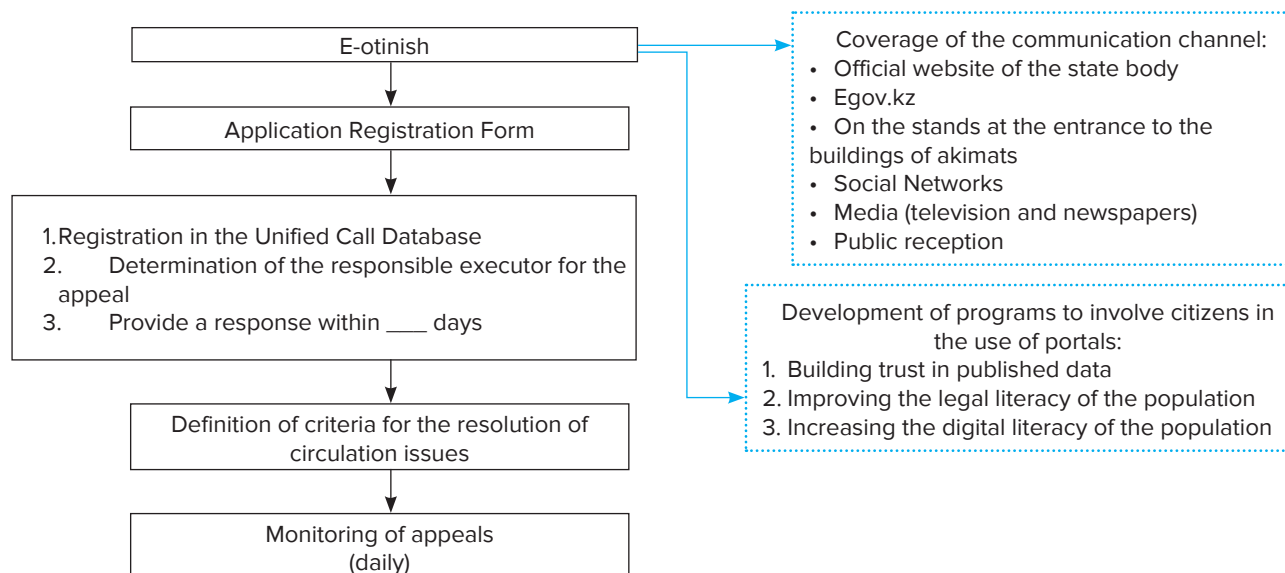 E-otinish
Application Registration Form
1.Registration in the Unified Call Database
2. Determination of the responsible executor for the
appeal
3. Provide a response within ___ days
Definition of criteria for the resolution of
circulation issues
Monitoring of appeals
(daily)
Coverage of the communication channel:
• Official website of the state body
• Egov.kz
• On the stands at the entrance to the
buildings of akimats
• Social Networks
• Media (television and newspapers)
• Public reception
Development of programs to involve citizens in
the use of portals:
1. Building trust in published data
2. Improving the legal literacy of the population
3. Increasing the digital literacy of the population